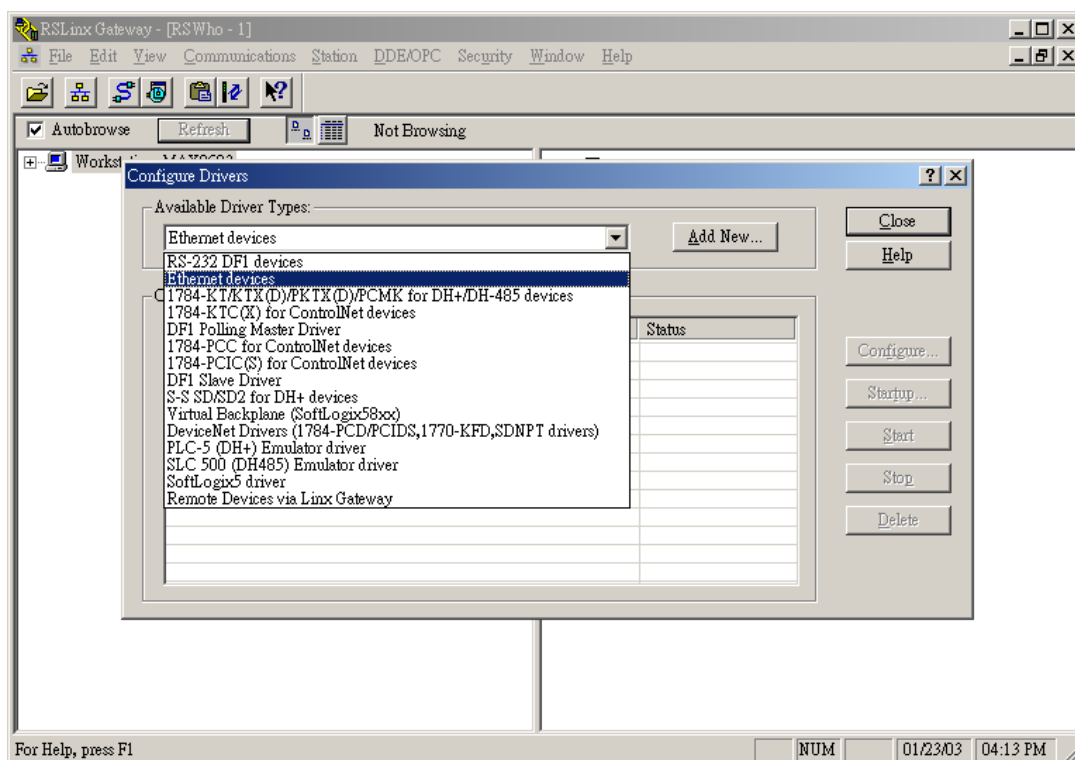 RSLinx Gateway - [RSWho - 1]
File Edit View Communications Station DDE/OPC Security Window Help
Autobrowse Refresh Not Browsing
Configure Drivers
Available Driver Types:
Ethernet devices
Add New...
Close
Help
RS-232 DF1 devices
Ethernet devices
1784-KT/KTX(D)/PKTX(D)/PCMK for DH+/DH-485 devices
1784-KTC(X) for ControlNet devices
DF1 Polling Master Driver
1784-PCC for ControlNet devices
1784-PCIC(S) for ControlNet devices
DF1 Slave Driver
S-S SD/SD2 for DH+ devices
Virtual Backplane (SoftLogix58xx)
DeviceNet Drivers (1784-PCD/PCIDS,1770-KFD,SDNPT drivers)
PLC-5 (DH+) Emulator driver
SLC 500 (DH485) Emulator driver
SoftLogix5 driver
Remote Devices via Linx Gateway
Status
Configure...
Startup...
Start
Stop
Delete
For Help, press F1
NUM 01/23/03 04:13 PM